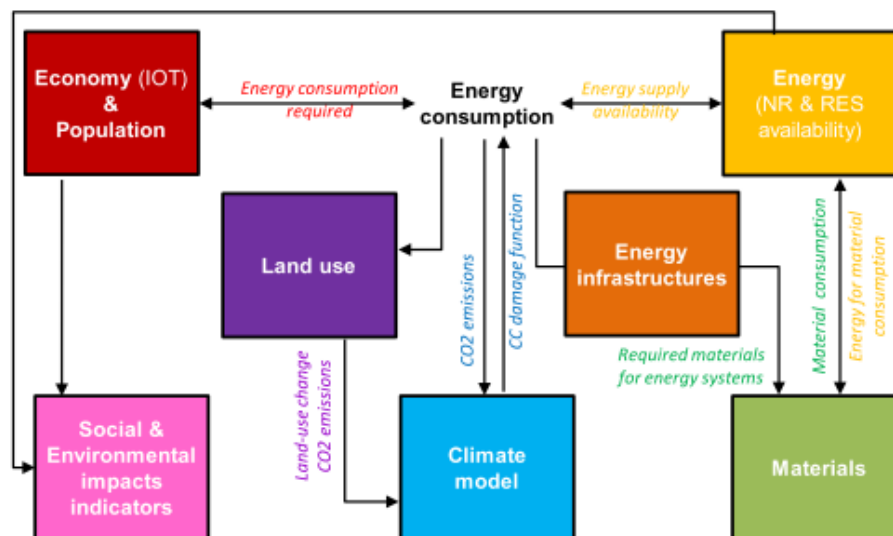 Economy (IOT)
&
Population
Energy consumption
required
Energy
consumption
Energy supply
availability
Energy
(NR & RES
availability)
Land use
CO2 emissions
CC damage function
Energy
infrastructures
Material  consumption
Energy for material
consumption
Land-use change
CO2 emissions
Required materials
for energy systems
Social &
Environmental
impacts
indicators
Climate
model
Materials